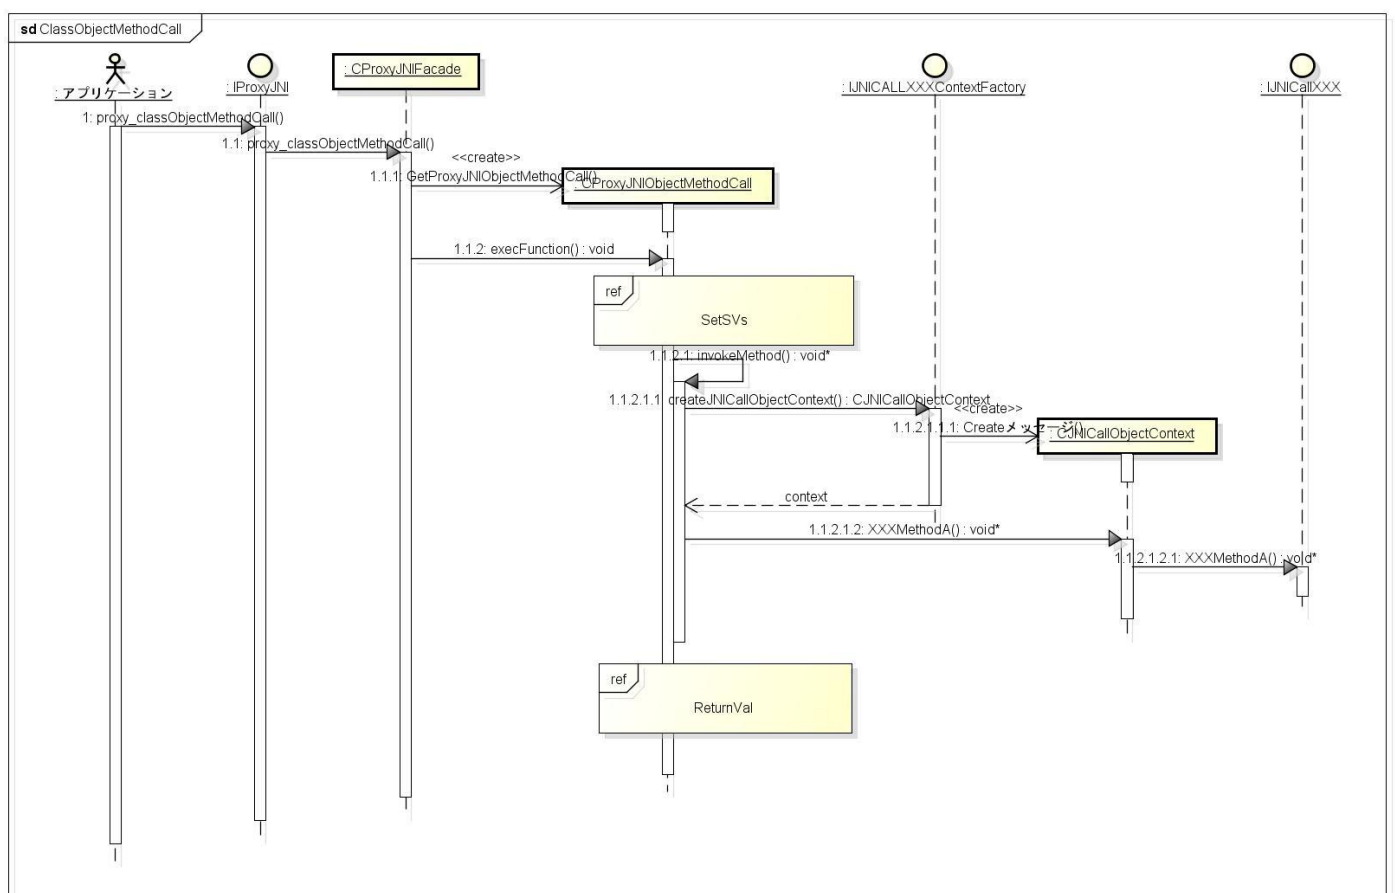 sd ClassObjectMethodCall
: アプリケーション
: IProxyJNI
: CProxyJNIFacade
: IJNICALLXXXContextFactory
: IJNICallXXX
1: proxy_classObjectMethodCall()
1.1: proxy_classObjectMethodCall()
<<create>>
1.1.1: GetProxyJNIObjectMethodCall()
: CProxyJNIObjectMethodCall
1.1.2: execFunction() : void
ref
SetSVs
1.1.2.1: invokeMethod() : void*
1.1.2.1.1: createJNICallObjectContext() : CJNICallObjectContext
<<create>>
1.1.2.1.1.1: Createメッセージ()
: CJNICallObjectContext
context
1.1.2.1.2: XXXMethodA() : void*
1.1.2.1.2.1: XXXMethodA() : void*
ref
ReturnVal